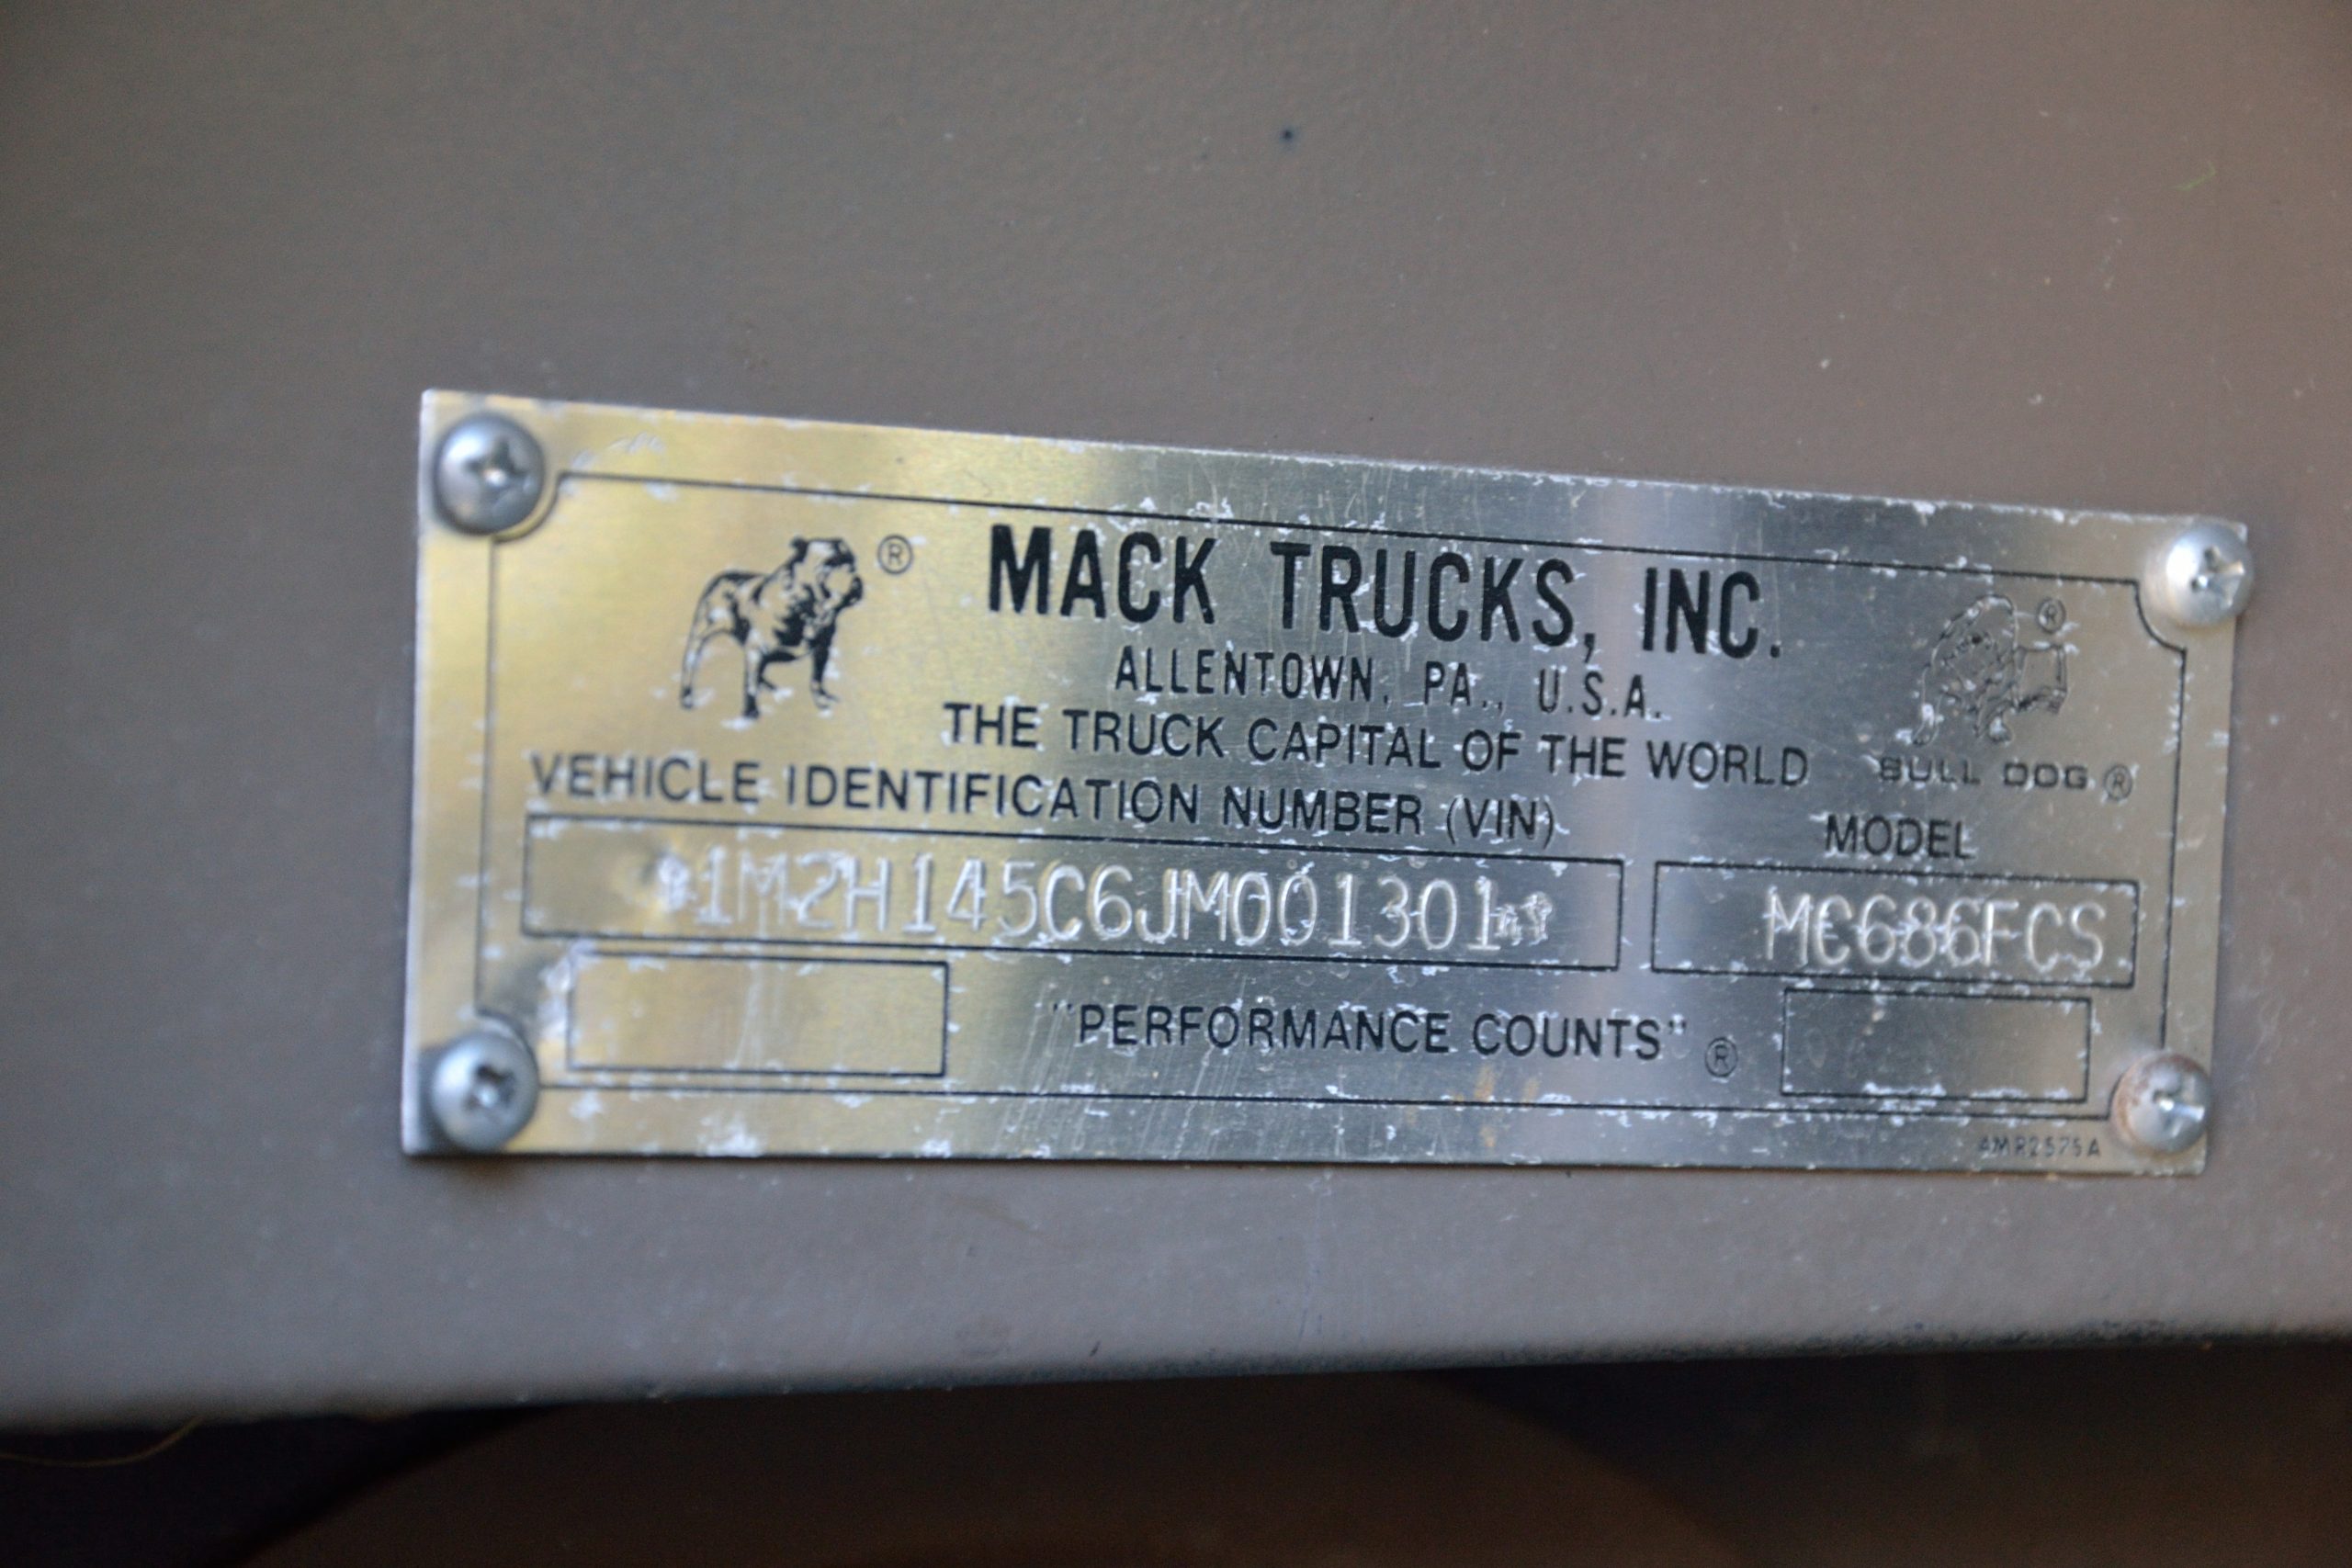 ®
MACK TRUCKS, INC.
ALLENTOWN, PA., U.S.A.
THE TRUCK CAPITAL OF THE WORLD
®
BULL DOG ®
VEHICLE IDENTIFICATION NUMBER (VIN)
MODEL
1M2H145C6JM001301
MC686FCS
"PERFORMANCE COUNTS" ®
4MR2575A